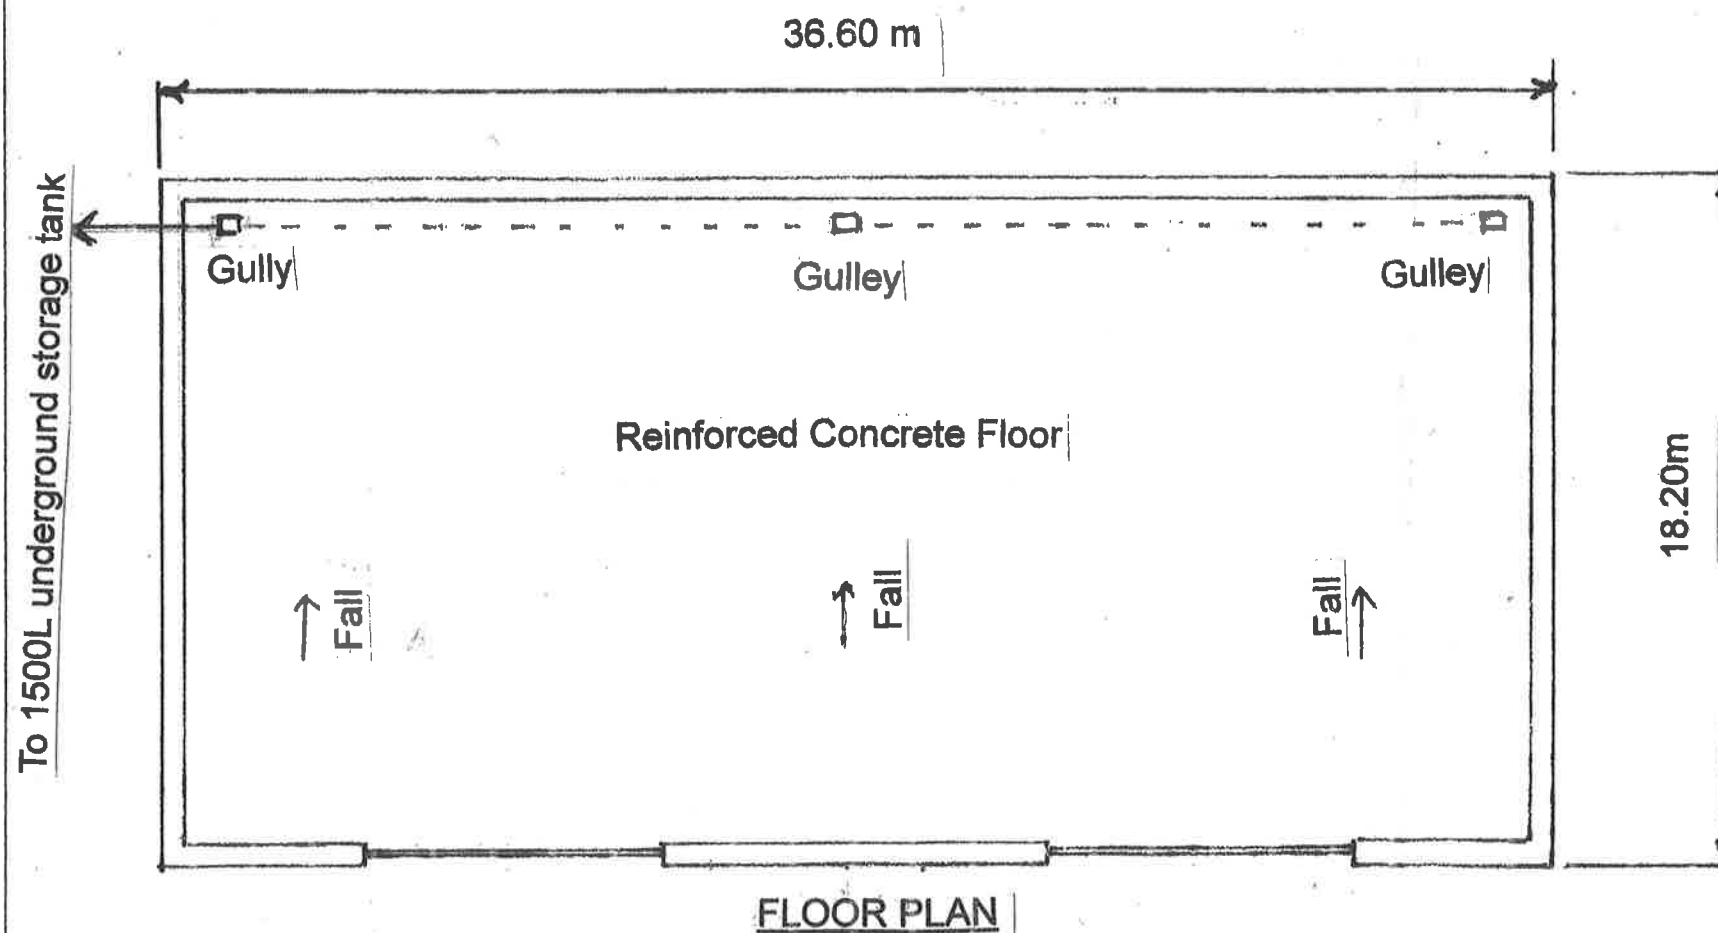 36.60 m
To 1500L underground storage tank
Gully
Gulley
Gulley
Reinforced Concrete Floor
18.20m
Fall
Fall
Fall
FLOOR PLAN